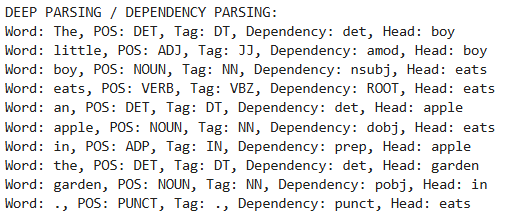 DEEP PARSING / DEPENDENCY PARSING:
Word: The, POS: DET, Tag: DT, Dependency: det, Head: boy
Word: little, POS: ADJ, Tag: JJ, Dependency: amod, Head: boy
Word: boy, POS: NOUN, Tag: NN, Dependency: nsubj, Head: eats
Word: eats, POS: VERB, Tag: VBZ, Dependency: ROOT, Head: eats
Word: an, POS: DET, Tag: DT, Dependency: det, Head: apple
Word: apple, POS: NOUN, Tag: NN, Dependency: dobj, Head: eats
Word: in, POS: ADP, Tag: IN, Dependency: prep, Head: apple
Word: the, POS: DET, Tag: DT, Dependency: det, Head: garden
Word: garden, POS: NOUN, Tag: NN, Dependency: pobj, Head: in
Word: ., POS: PUNCT, Tag: ., Dependency: punct, Head: eats